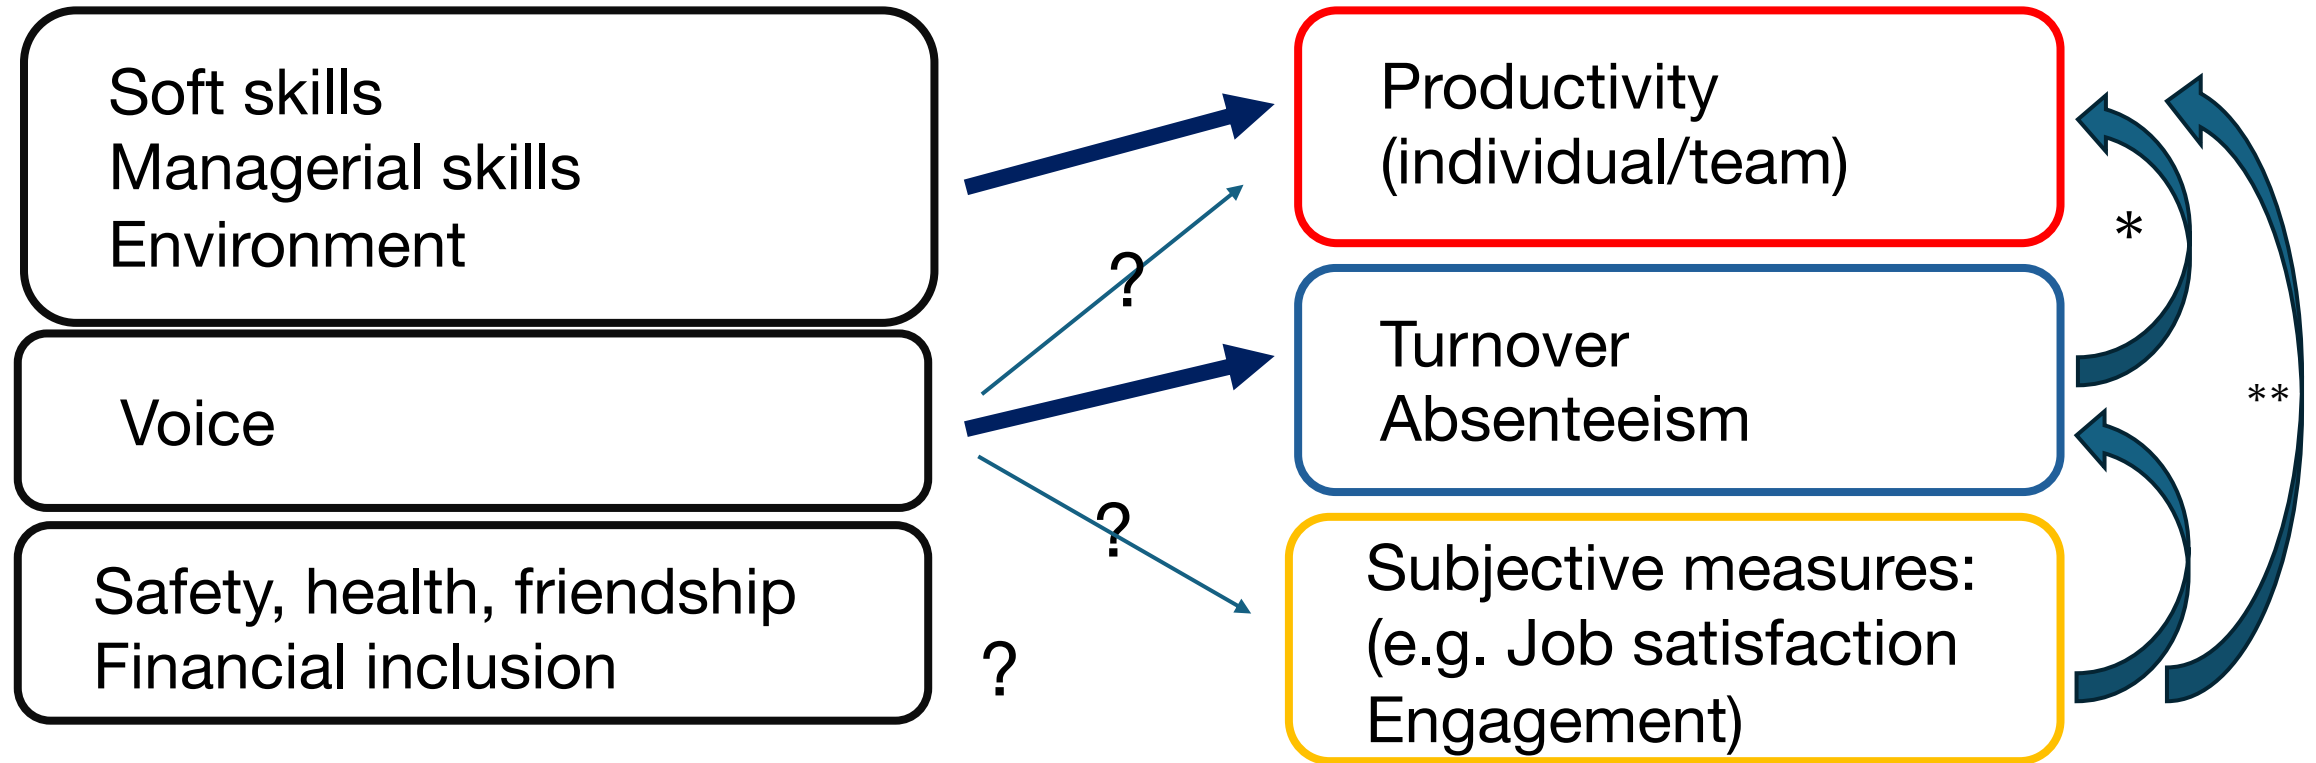 Soft skills
Managerial skills
Environment
Productivity
(individual/team)
*
?
Voice
Turnover
Absenteeism
**
?
Safety, health, friendship
Financial inclusion
?
Subjective measures:
(e.g. Job satisfaction
Engagement)